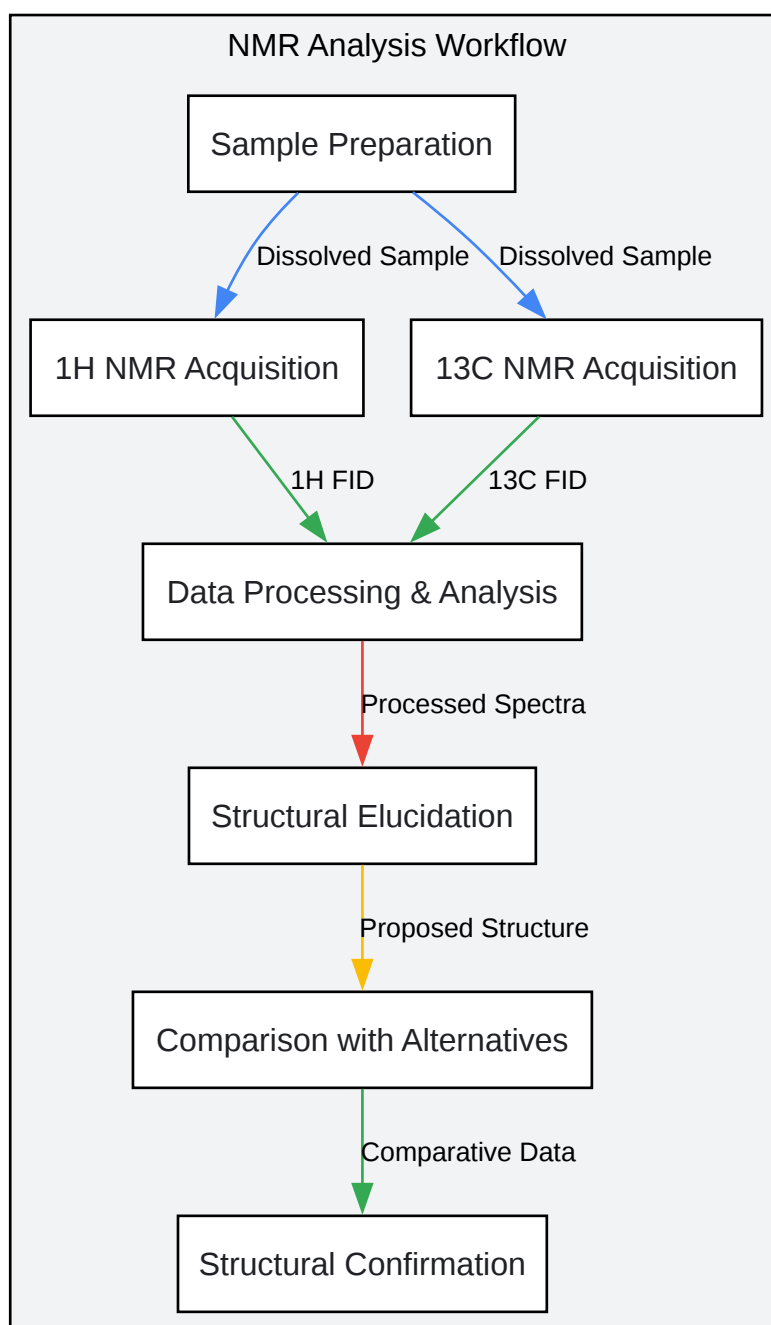 NMR Analysis Workflow
Sample Preparation
Dissolved Sample
Dissolved Sample
1H NMR Acquisition
13C NMR Acquisition
1H FID
13C FID
Data Processing & Analysis
Processed Spectra
Structural Elucidation
Proposed Structure
Comparison with Alternatives
Comparative Data
Structural Confirmation